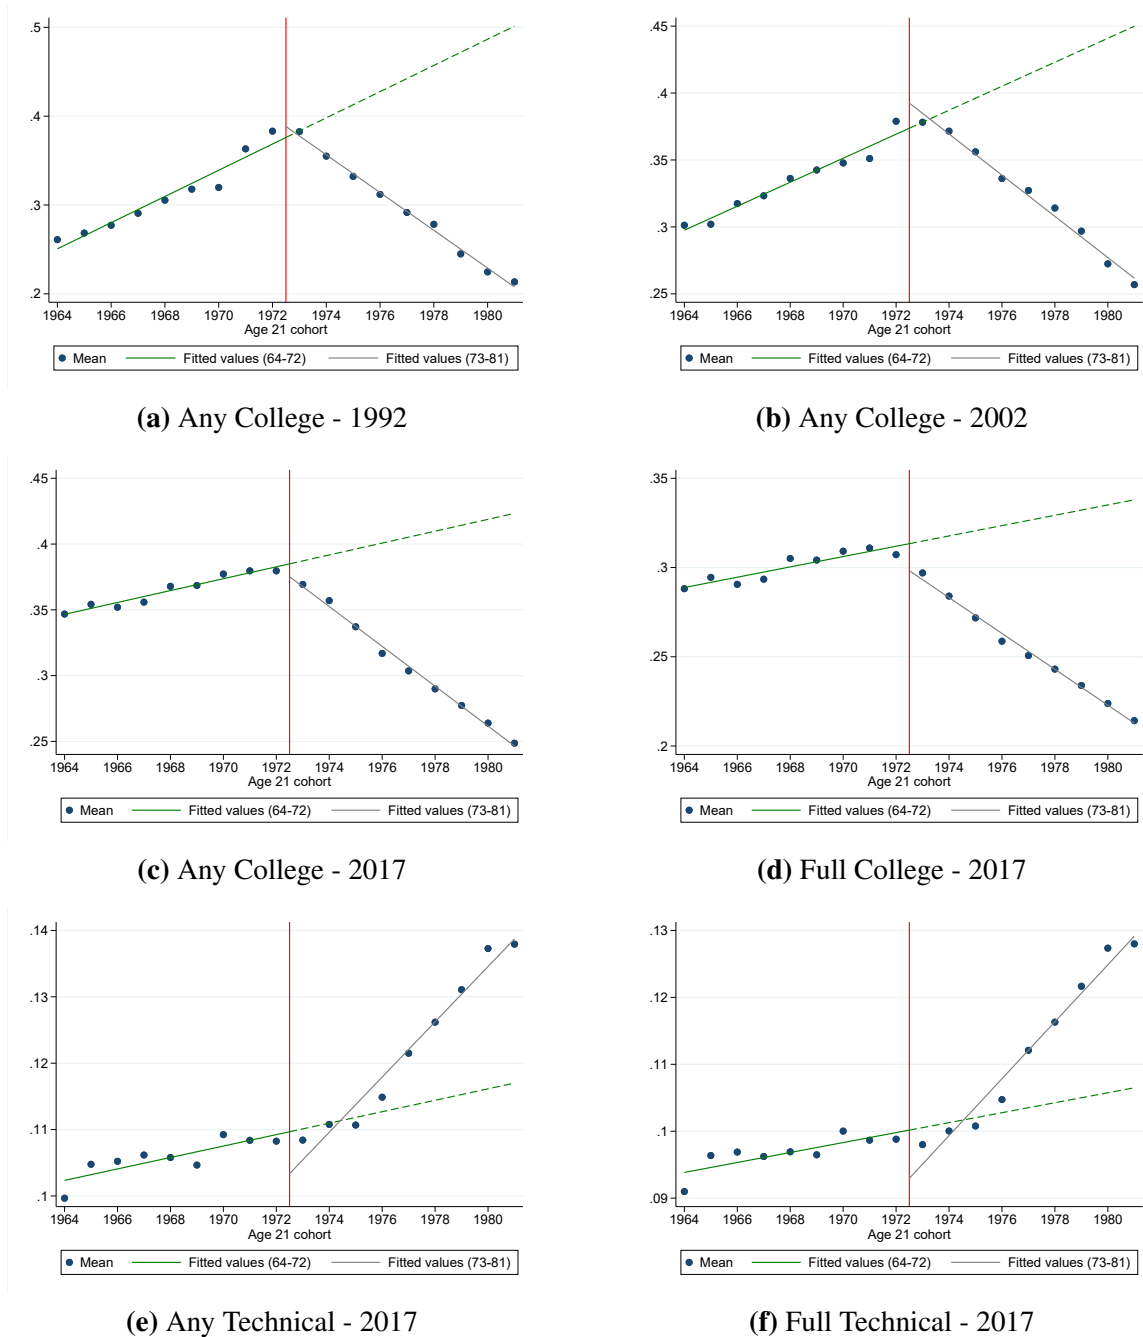 .5
.4
.3
.2
1964 1966 1968 1970 1972 1974 1976 1978 1980
Age 21 cohort
Mean Fitted values (64-72) Fitted values (73-81)
(a) Any College - 1992
.45
.4
.35
.3
.25
1964 1966 1968 1970 1972 1974 1976 1978 1980
Age 21 cohort
Mean Fitted values (64-72) Fitted values (73-81)
(b) Any College - 2002
.45
.4
.35
.3
.25
1964 1966 1968 1970 1972 1974 1976 1978 1980
Age 21 cohort
Mean Fitted values (64-72) Fitted values (73-81)
(c) Any College - 2017
.35
.3
.25
.2
1964 1966 1968 1970 1972 1974 1976 1978 1980
Age 21 cohort
Mean Fitted values (64-72) Fitted values (73-81)
(d) Full College - 2017
.14
.13
.12
.11
.1
1964 1966 1968 1970 1972 1974 1976 1978 1980
Age 21 cohort
Mean Fitted values (64-72) Fitted values (73-81)
(e) Any Technical - 2017
.13
.12
.11
.1
.09
1964 1966 1968 1970 1972 1974 1976 1978 1980
Age 21 cohort
Mean Fitted values (64-72) Fitted values (73-81)
(f) Full Technical - 2017